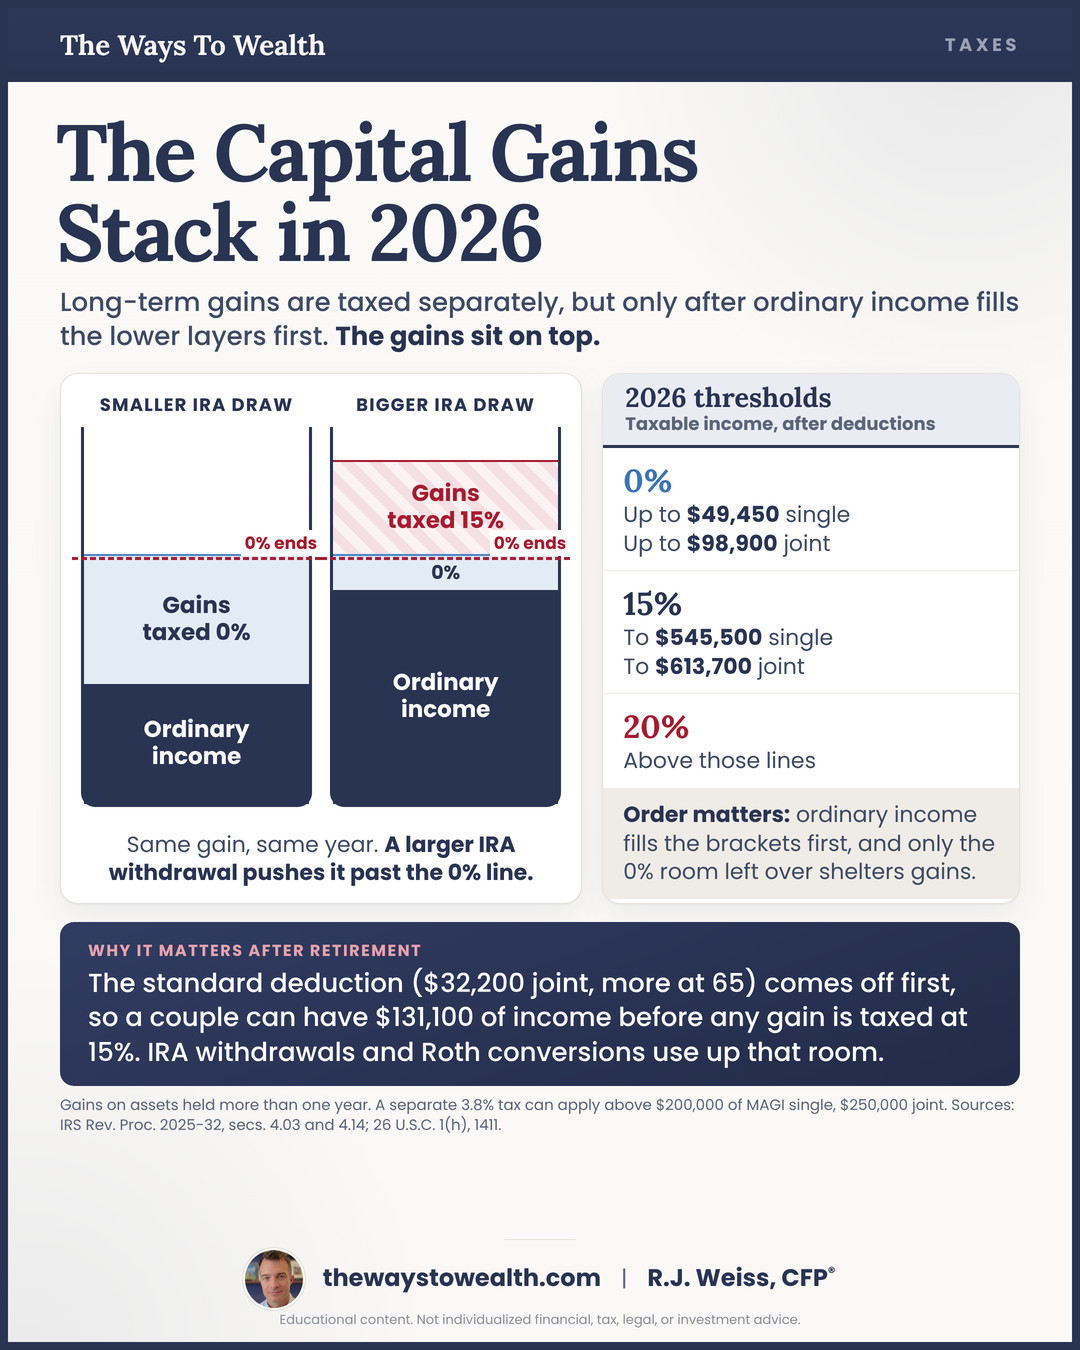 The Ways To Wealth
TAXES
The Capital Gains
Stack in 2026
Long-term gains are taxed separately, but only after ordinary income fills
the lower layers first. The gains sit on top.
SMALLER IRA DRAW
0% ends
Gains
taxed 0%
Ordinary
income
BIGGER IRA DRAW
Gains
taxed 15%
0% ends
0%
Ordinary
income
Same gain, same year. A larger IRA
withdrawal pushes it past the 0% line.
2026 thresholds
Taxable income, after deductions
0%
Up to $49,450 single
Up to $98,900 joint
15%
To $545,500 single
To $613,700 joint
20%
Above those lines
Order matters: ordinary income
fills the brackets first, and only the
0% room left over shelters gains.
WHY IT MATTERS AFTER RETIREMENT
The standard deduction ($32,200 joint, more at 65) comes off first,
so a couple can have $131,100 of income before any gain is taxed at
15%. IRA withdrawals and Roth conversions use up that room.
Gains on assets held more than one year. A separate 3.8% tax can apply above $200,000 of MAGI single, $250,000 joint. Sources:
IRS Rev. Proc. 2025-32, secs. 4.03 and 4.14; 26 U.S.C. 1(h), 1411.
thewaystowealth.com | R.J. Weiss, CFP®
Educational content. Not individualized financial, tax, legal, or investment advice.